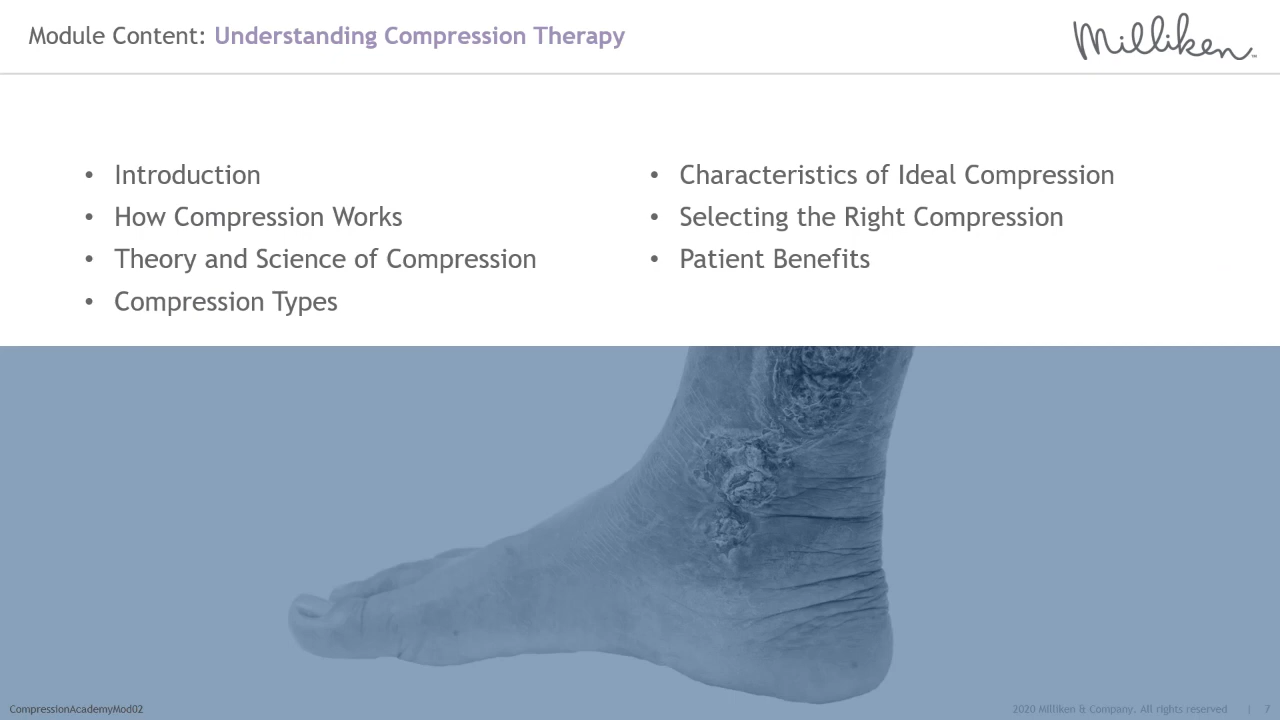 Module Content: Understanding Compression Therapy
Milliken™
• Introduction
• How Compression Works
• Theory and Science of Compression
• Compression Types
• Characteristics of Ideal Compression
• Selecting the Right Compression
• Patient Benefits
CompressionAcademyMod02
2020 Milliken & Company. All rights reserved | 7